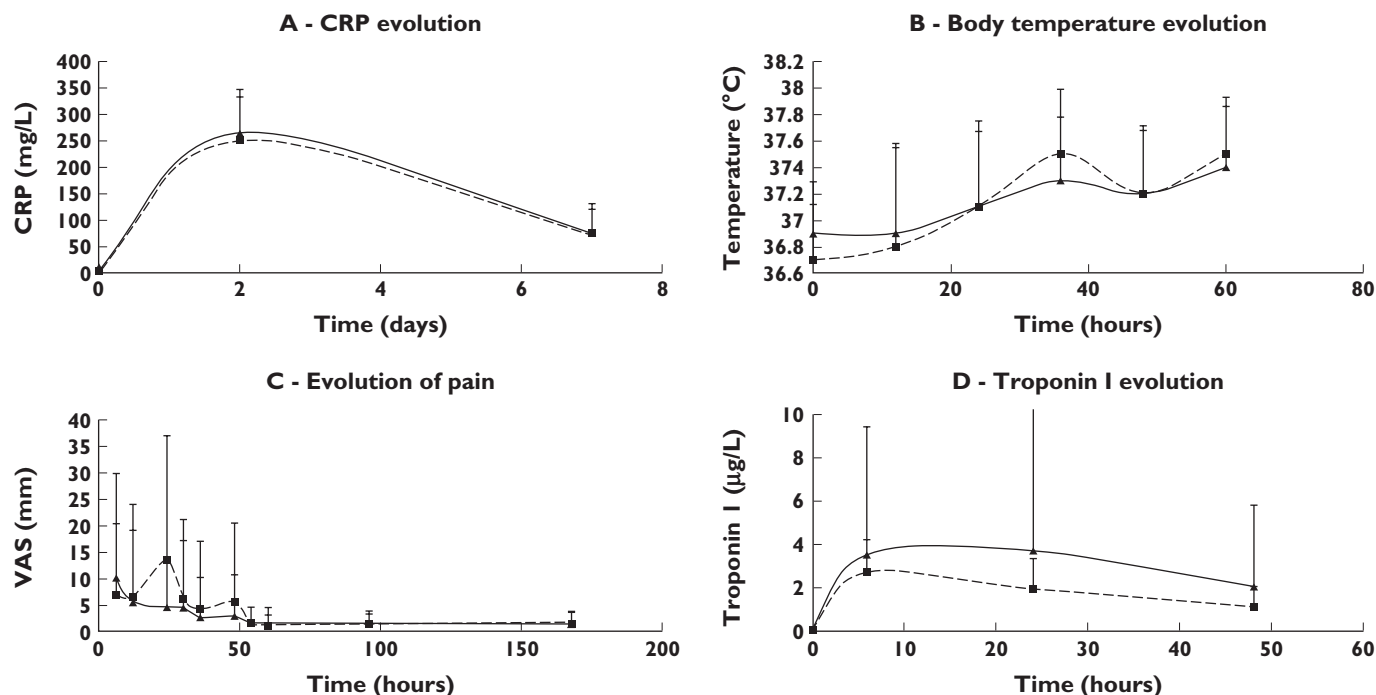 A - CRP evolution
400
350
300
250
200
150
100
50
0
CRP (mg/L)
0 2 4 6 8
Time (days)
B - Body temperature evolution
38.2
38
37.8
37.6
37.4
37.2
37
36.8
36.6
Temperature (°C)
0 20 40 60 80
Time (hours)
C - Evolution of pain
40
35
30
25
20
15
10
5
0
VAS (mm)
0 50 100 150 200
Time (hours)
D - Troponin I evolution
10
8
6
4
2
0
Troponin I (μg/L)
0 10 20 30 40 50 60
Time (hours)